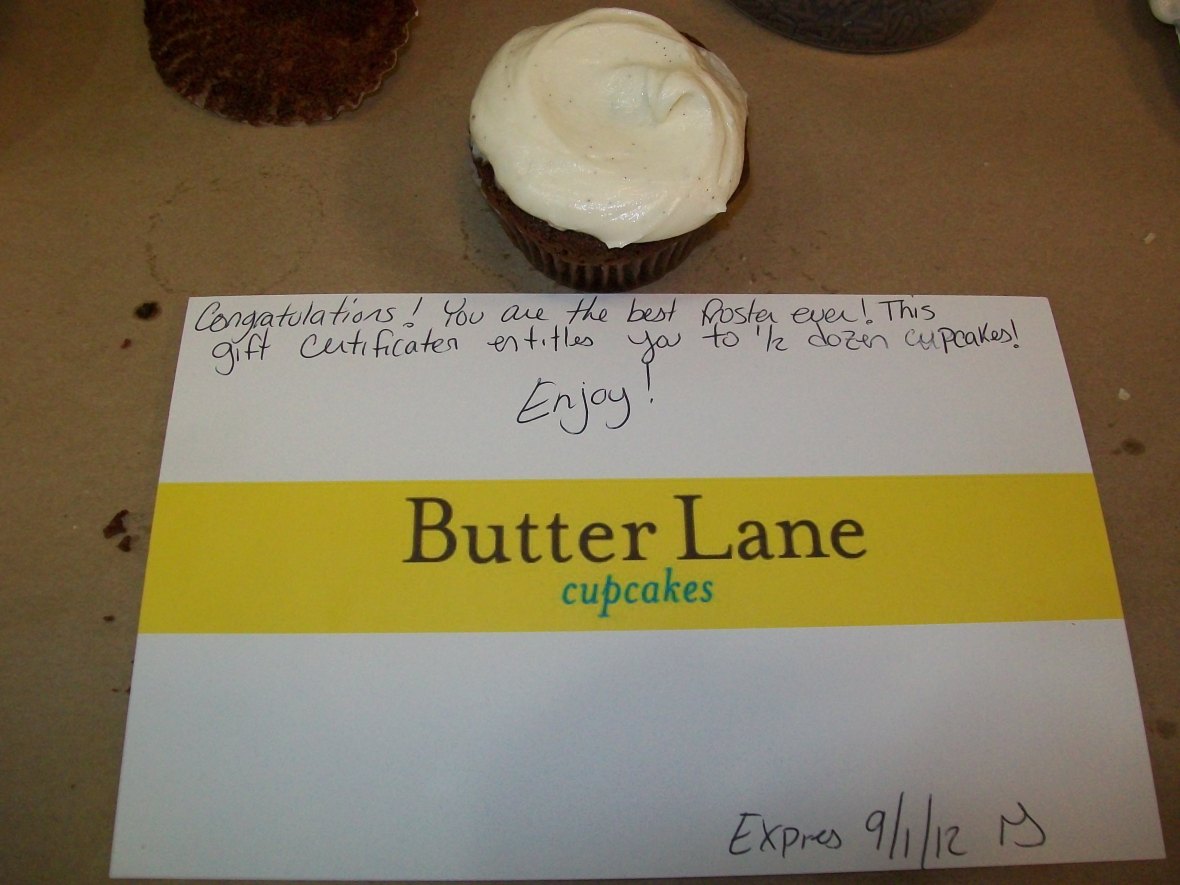 Congratulations! You are the best froster ever! This
gift certificater entitles you to 1/2 dozen cupcakes!
Enjoy!
Butter Lane
cupcakes
Expres 9/1/12